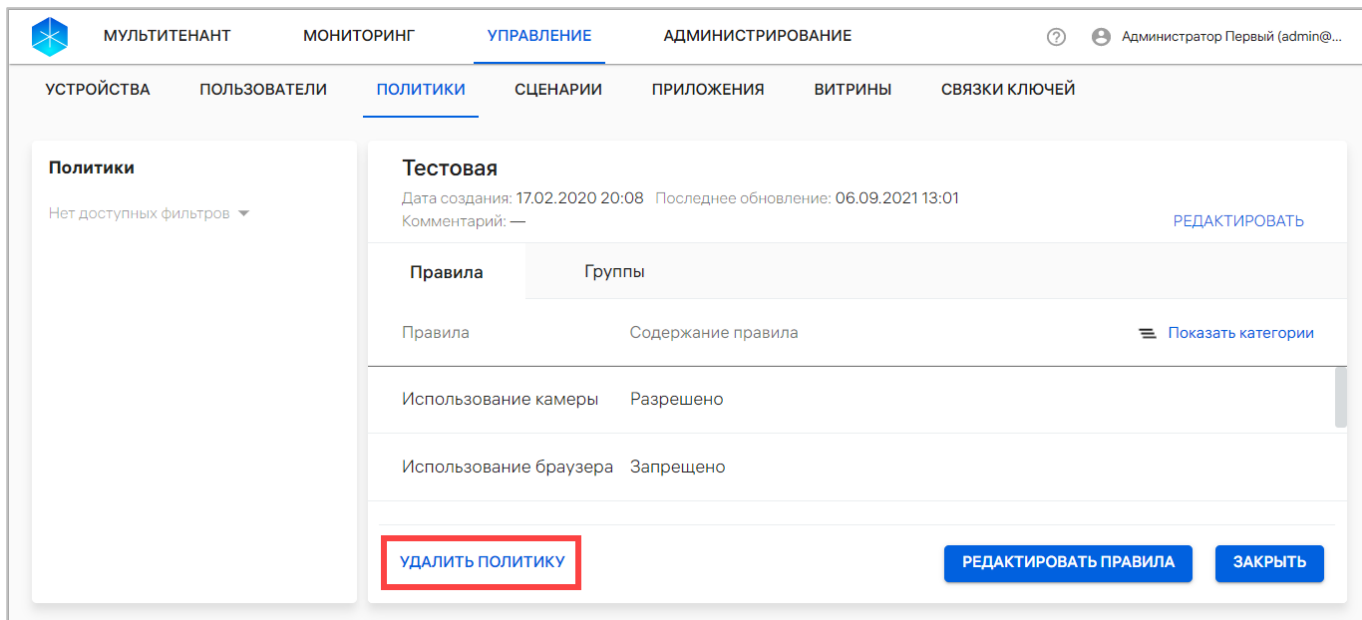 МУЛЬТИТЕНАНТ МОНИТОРИНГ УПРАВЛЕНИЕ АДМИНИСТРИРОВАНИЕ ? Администратор Первый (admin@...
УСТРОЙСТВА ПОЛЬЗОВАТЕЛИ ПОЛИТИКИ СЦЕНАРИИ ПРИЛОЖЕНИЯ ВИТРИНЫ СВЯЗКИ КЛЮЧЕЙ
Политики
Нет доступных фильтров
Тестовая
Дата создания: 17.02.2020 20:08 Последнее обновление: 06.09.2021 13:01
Комментарий: —
РЕДАКТИРОВАТЬ
Правила Группы
Правила Содержание правила Показать категории
Использование камеры Разрешено
Использование браузера Запрещено
УДАЛИТЬ ПОЛИТИКУ РЕДАКТИРОВАТЬ ПРАВИЛА ЗАКРЫТЬ